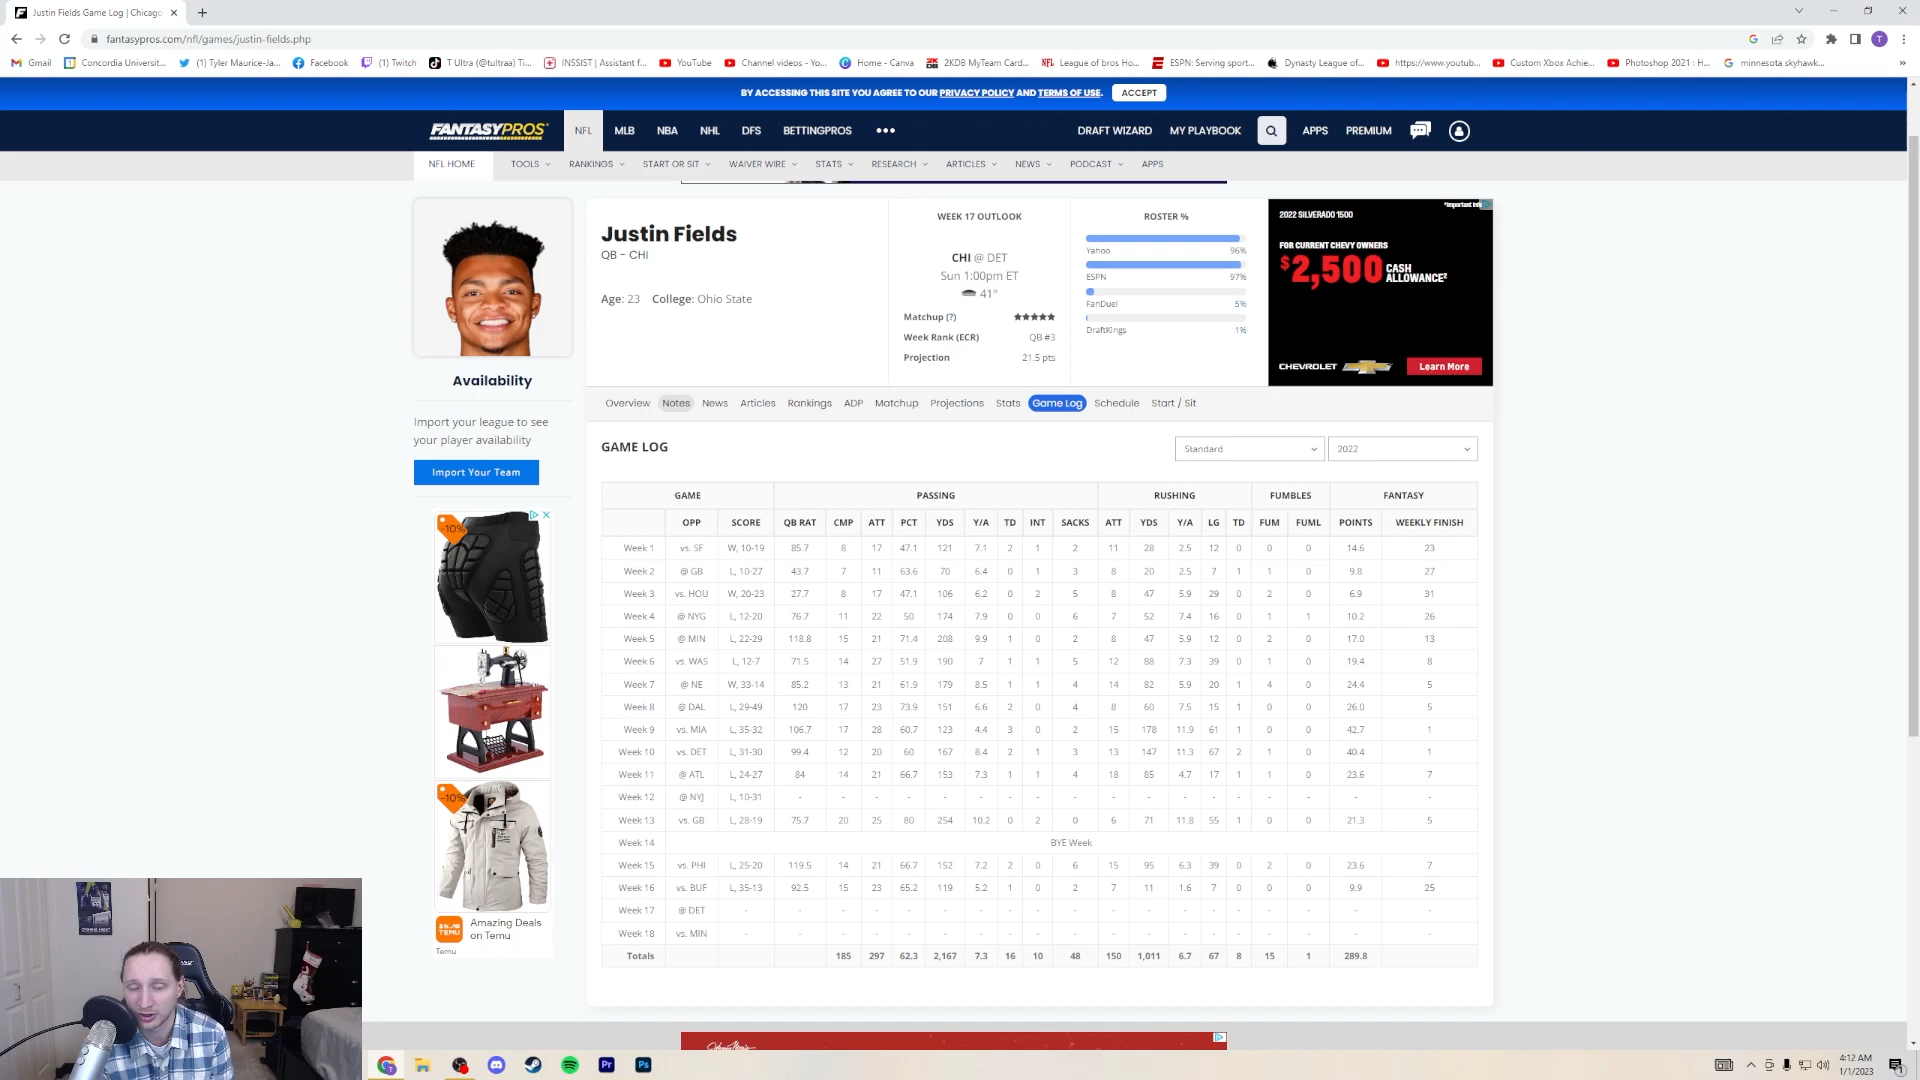 Justin Fields Game Log | Chicago
fantasypros.com/nfl/games/justin-fields.php
T
Gmail Concordia Universit... (1) Tyler Maurice-Ja... Facebook (1) Twitch T Ultra (@tultraa) Ti... INSSIST | Assistant f... YouTube Channel videos - Yo... Home - Canva 2KDB MyTeam Card... League of bros Ho... ESPN: Serving sport... Dynasty League of... https://www.youtub... Custom Xbox Achie... Photoshop 2021 : H... minnesota skyhawk...
BY ACCESSING THIS SITE YOU AGREE TO OUR PRIVACY POLICY AND TERMS OF USE. ACCEPT
FANTASYPROS NFL MLB NBA NHL DFS BETTINGPROS ••• DRAFT WIZARD MY PLAYBOOK APPS PREMIUM
NFL HOME TOOLS RANKINGS START OR SIT WAIVER WIRE STATS RESEARCH ARTICLES NEWS PODCAST APPS
Justin Fields
QB - CHI
Age: 23 College: Ohio State
WEEK 17 OUTLOOK
CHI @ DET
Sun 1:00pm ET
41°
Matchup (?) ★★★★★
Week Rank (ECR) QB #3
Projection 21.5 pts
ROSTER %
Yahoo 96%
ESPN 97%
FanDuel 5%
DraftKings 1%
*Important Info
2022 SILVERADO 1500
FOR CURRENT CHEVY OWNERS
$2,500 CASH ALLOWANCE²
CHEVROLET Learn More
Availability
Import your league to see
your player availability
Import Your Team
-10%
-10%
Amazing Deals
on Temu
TEMU
Temu
Overview Notes News Articles Rankings ADP Matchup Projections Stats Game Log Schedule Start / Sit
GAME LOG Standard 2022
GAME PASSING RUSHING FUMBLES FANTASY
OPP SCORE QB RAT CMP ATT PCT YDS Y/A TD INT SACKS ATT YDS Y/A LG TD FUM FUML POINTS WEEKLY FINISH
Week 1 vs. SF W, 10-19 85.7 8 17 47.1 121 7.1 2 1 2 11 28 2.5 12 0 0 0 14.6 23
Week 2 @ GB L, 10-27 43.7 7 11 63.6 70 6.4 0 1 3 8 20 2.5 7 1 1 0 9.8 27
Week 3 vs. HOU W, 20-23 27.7 8 17 47.1 106 6.2 0 2 5 8 47 5.9 29 0 2 0 6.9 31
Week 4 @ NYG L, 12-20 76.7 11 22 50 174 7.9 0 0 6 7 52 7.4 16 0 1 1 10.2 26
Week 5 @ MIN L, 22-29 118.8 15 21 71.4 208 9.9 1 0 2 8 47 5.9 12 0 2 0 17.0 13
Week 6 vs. WAS L, 12-7 71.5 14 27 51.9 190 7 1 1 5 12 88 7.3 39 0 1 0 19.4 8
Week 7 @ NE W, 33-14 85.2 13 21 61.9 179 8.5 1 1 4 14 82 5.9 20 1 4 0 24.4 5
Week 8 @ DAL L, 29-49 120 17 23 73.9 151 6.6 2 0 4 8 60 7.5 15 1 0 0 26.0 5
Week 9 vs. MIA L, 35-32 106.7 17 28 60.7 123 4.4 3 0 2 15 178 11.9 61 1 0 0 42.7 1
Week 10 vs. DET L, 31-30 99.4 12 20 60 167 8.4 2 1 3 13 147 11.3 67 2 1 0 40.4 1
Week 11 @ ATL L, 24-27 84 14 21 66.7 153 7.3 1 1 4 18 85 4.7 17 1 1 0 23.6 7
Week 12 @ NYJ L, 10-31 - - - - - - - - - - - - - - - - - -
Week 13 vs. GB L, 28-19 75.7 20 25 80 254 10.2 0 2 0 6 71 11.8 55 1 0 0 21.3 5
Week 14 BYE Week
Week 15 vs. PHI L, 25-20 119.5 14 21 66.7 152 7.2 2 0 6 15 95 6.3 39 0 2 0 23.6 7
Week 16 vs. BUF L, 35-13 92.5 15 23 65.2 119 5.2 1 0 2 7 11 1.6 7 0 0 0 9.9 25
Week 17 @ DET - - - - - - - - - - - - - - - - - - -
Week 18 vs. MIN - - - - - - - - - - - - - - - - - - -
Totals 185 297 62.3 2,167 7.3 16 10 48 150 1,011 6.7 67 8 15 1 289.8
Pr Ps
4:12 AM
1/1/2023